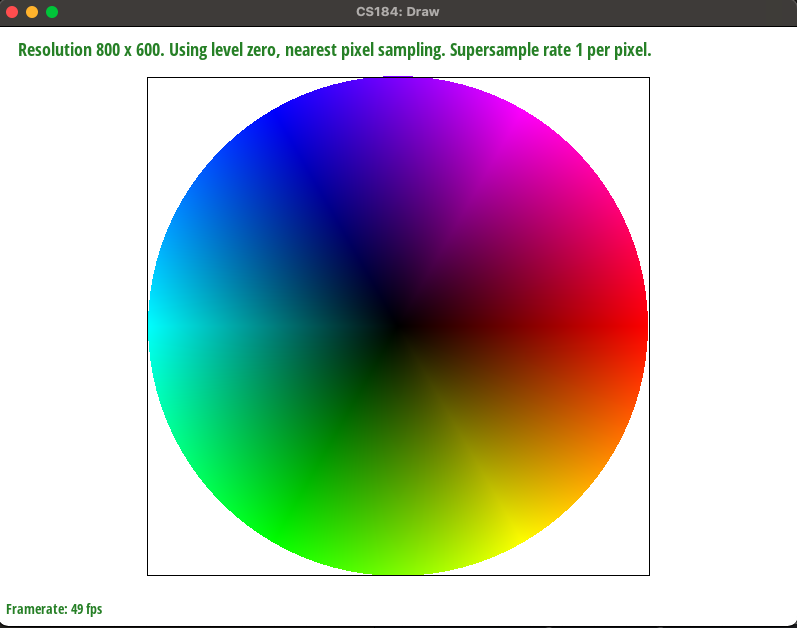 CS184: Draw
Resolution 800 x 600. Using level zero, nearest pixel sampling. Supersample rate 1 per pixel.
Framerate: 49 fps